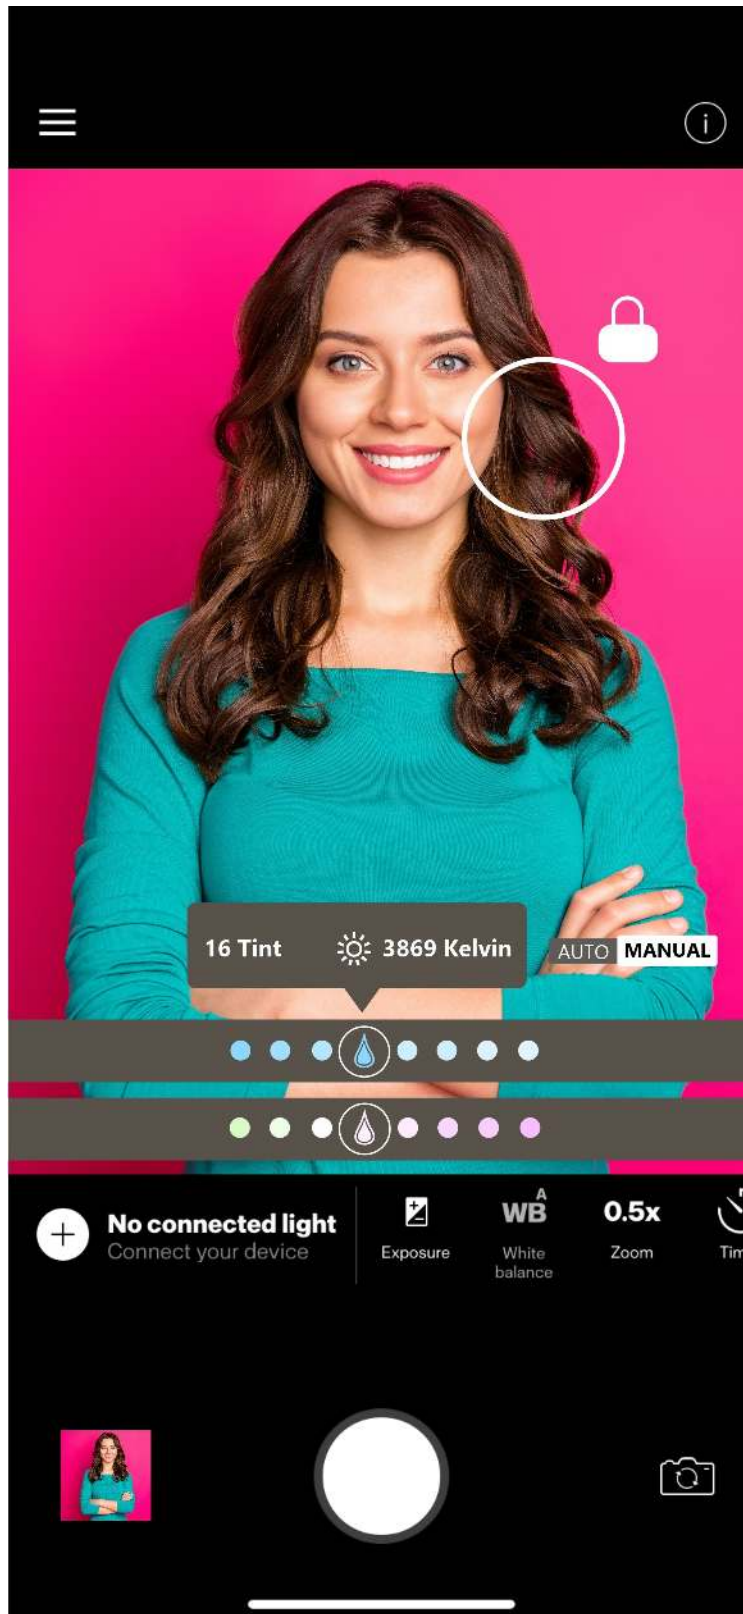 16 Tint 3869 Kelvin
AUTO MANUAL
No connected light
Connect your device
Exposure
A
WB
White
balance
0.5x
Zoom
Tim